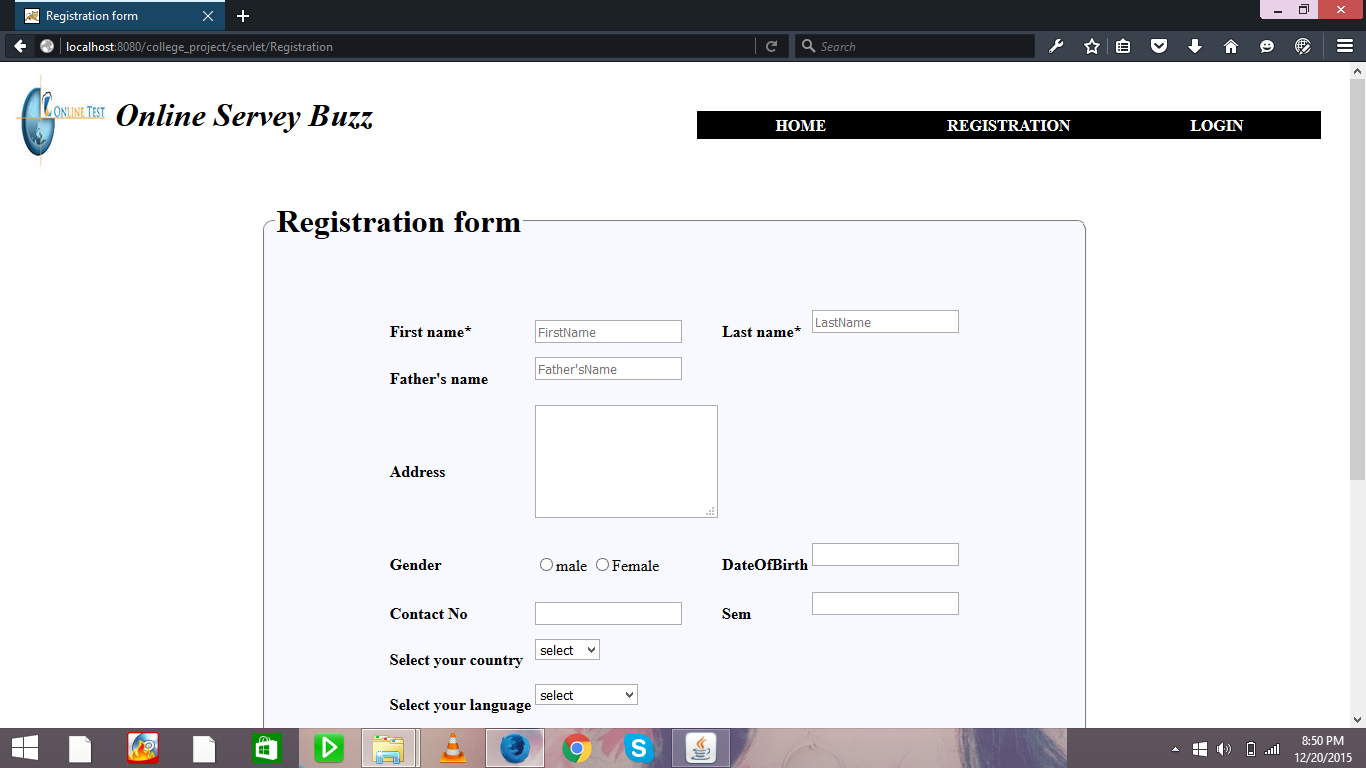 Registration form
localhost:8080/college_project/servlet/Registration
Search
ONLINE TEST
Online Servey Buzz
HOME REGISTRATION LOGIN
Registration form
First name* FirstName Last name* LastName
Father's name Father'sName
Address
Gender male Female DateOfBirth
Contact No Sem
Select your country select
Select your language select
8:50 PM
12/20/2015